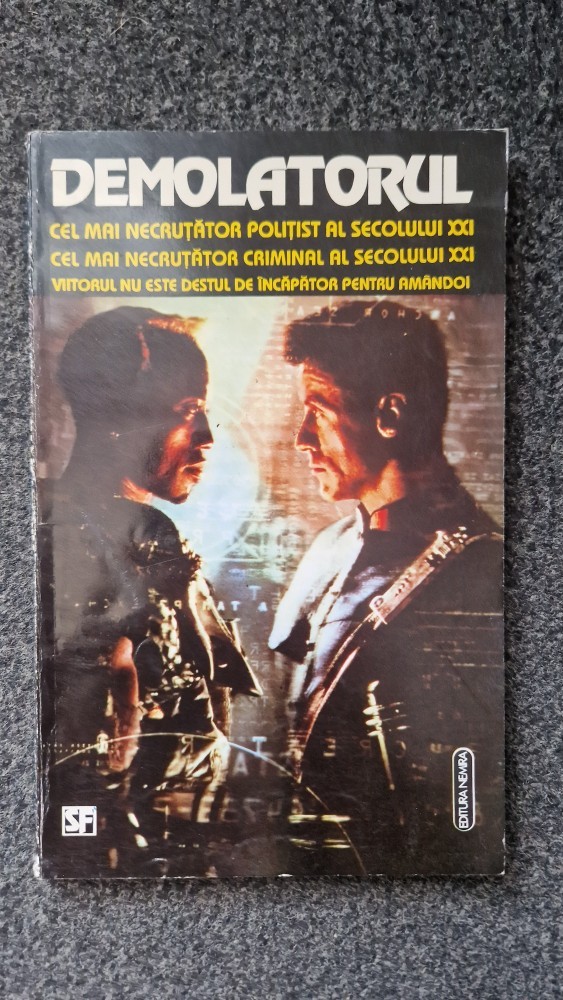 DEMOLATORUL
CEL MAI NECRUȚĂTOR POLIȚIST AL SECOLULUI XXI
CEL MAI NECRUȚĂTOR CRIMINAL AL SECOLULUI XXI
VIITORUL NU ESTE DESTUL DE ÎNCĂPĂTOR PENTRU AMÂNDOI
SF
EDITURA NEMIRA